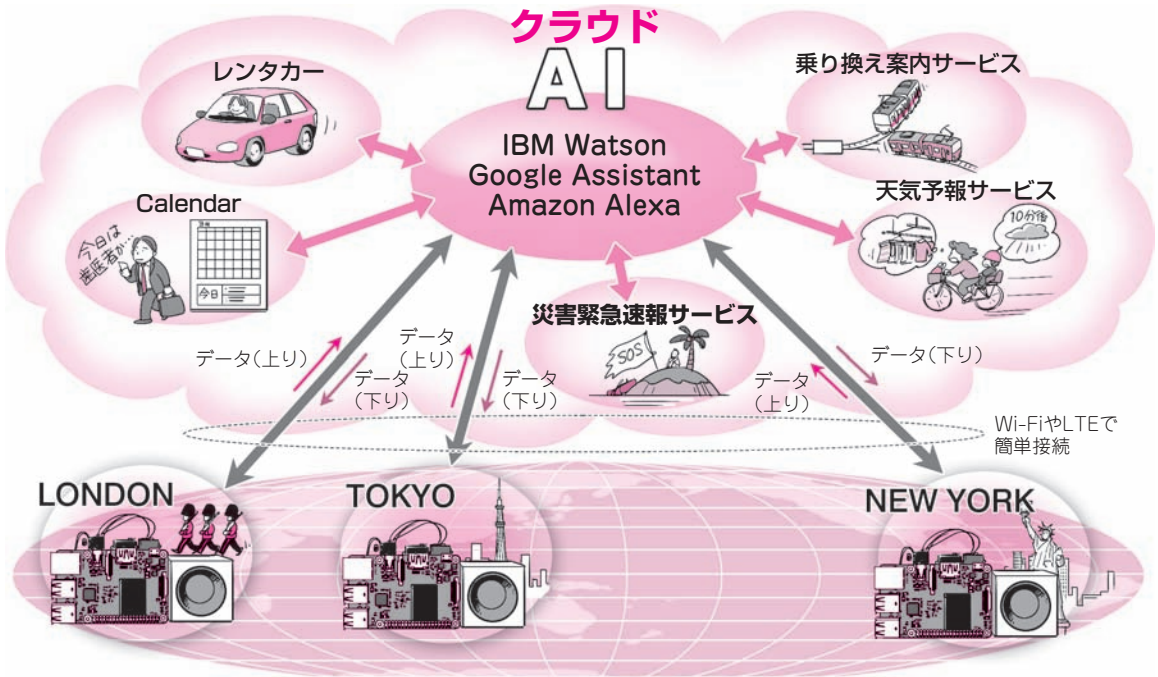 クラウド
AI
レンタカー
乗り換え案内サービス
IBM Watson
Google Assistant
Amazon Alexa
Calendar
今日は
歯医者か…
今日
天気予報サービス
10分後
災害緊急速報サービス
SOS
データ(上り)
データ
(下り)
データ
(上り)
データ
(下り)
データ
(上り)
データ(下り)
Wi-FiやLTEで
簡単接続
LONDON
TOKYO
NEW YORK